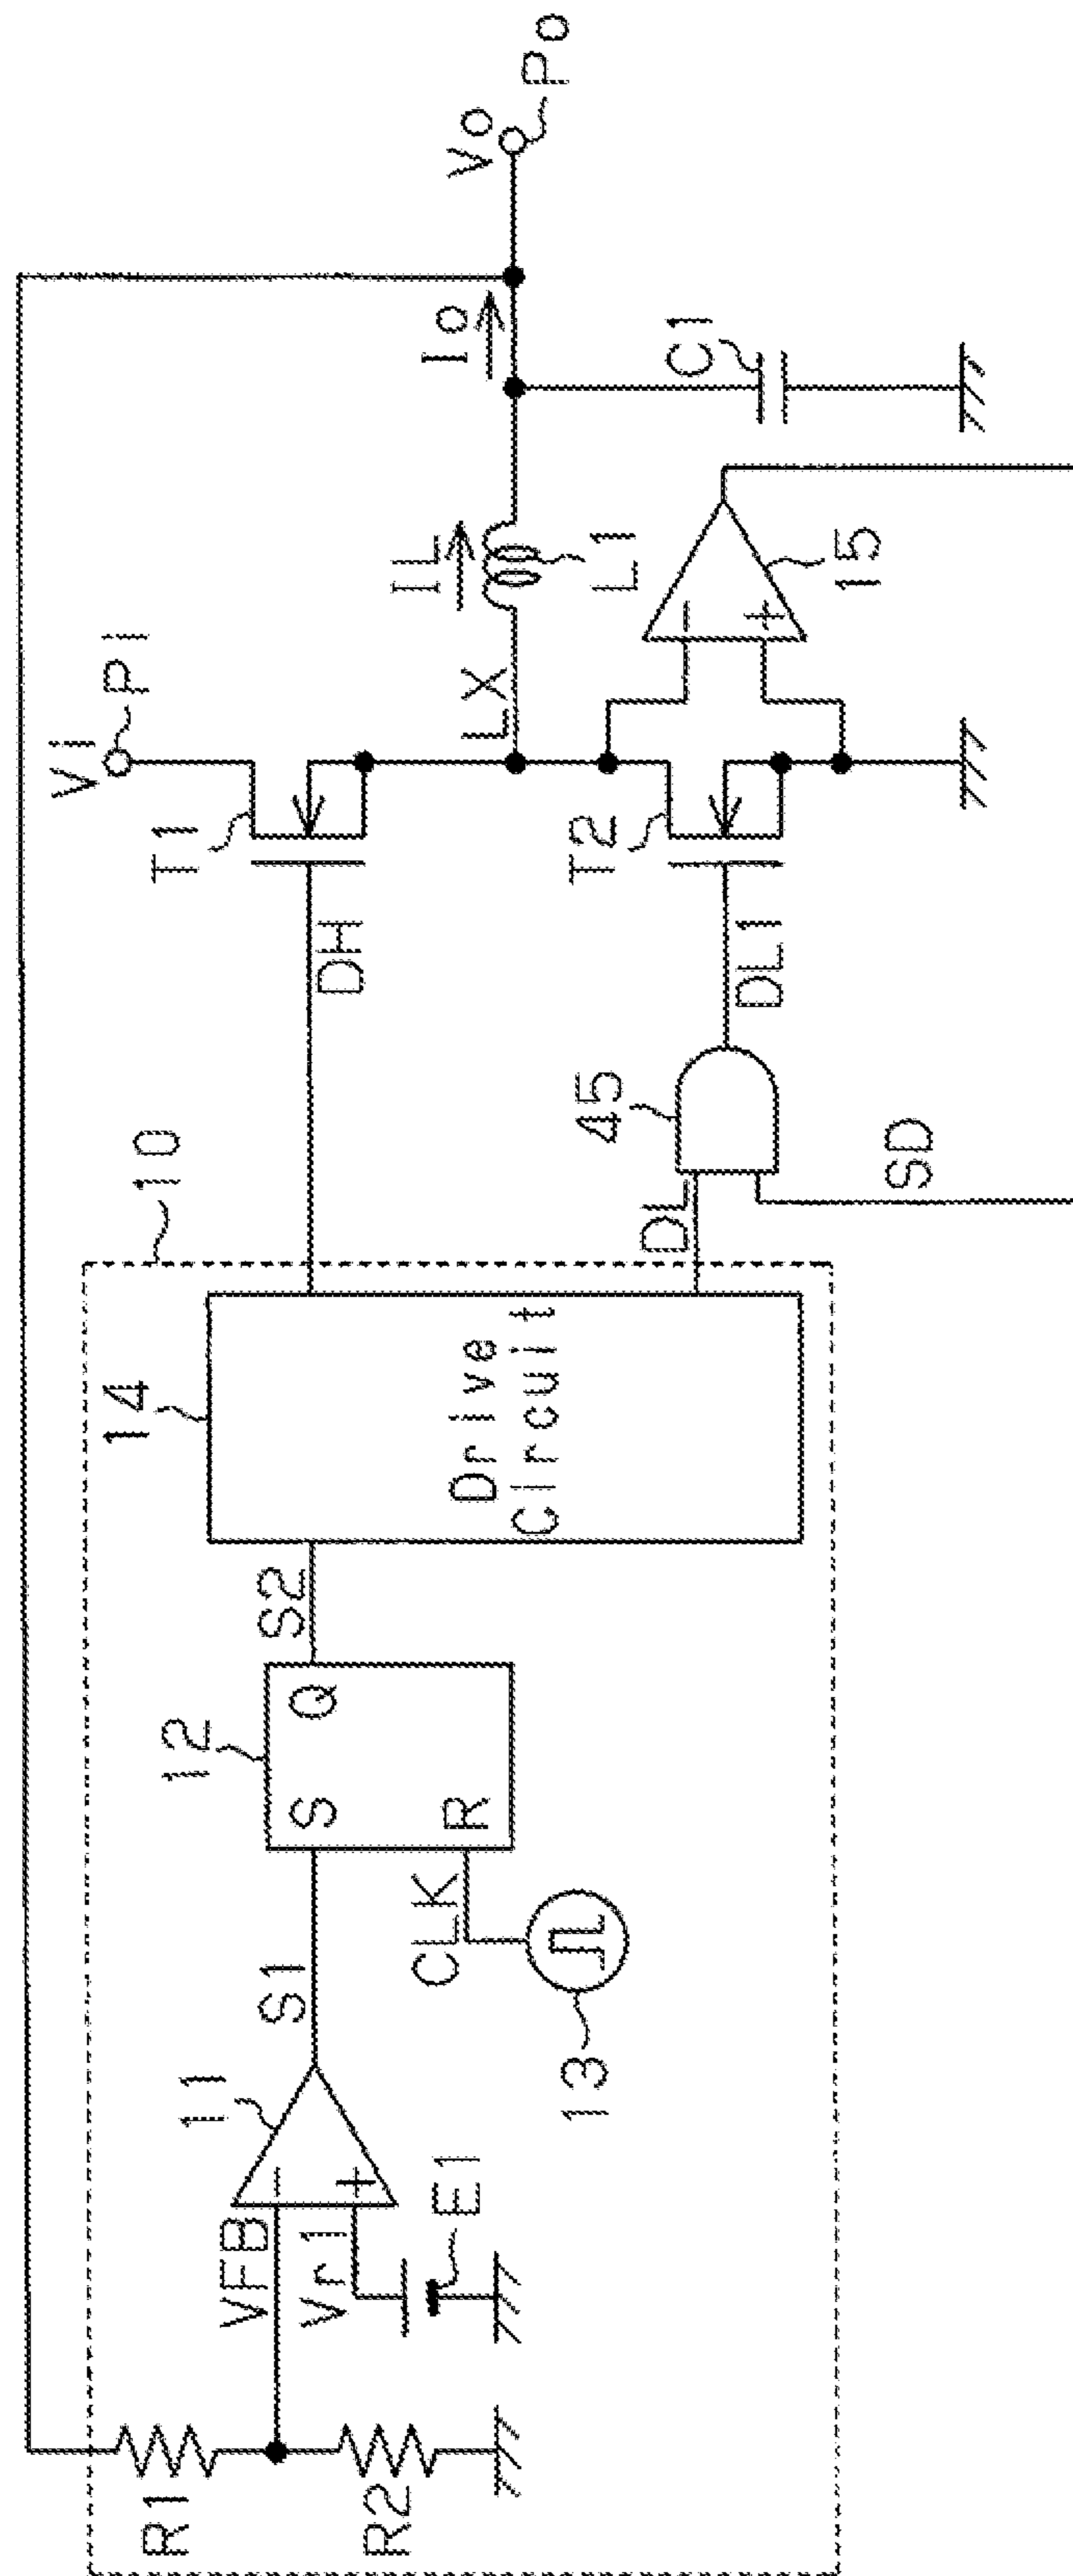 R1
R2
VFB
Vr1
E1
11
S1
CLK
13
12
S
R
Q
S2
14
Drive
Circuit
10
DH
DL
45
SD
DL1
Vi
Pi
T1
T2
LX
IL
L1
15
Io
C1
Vo
Po